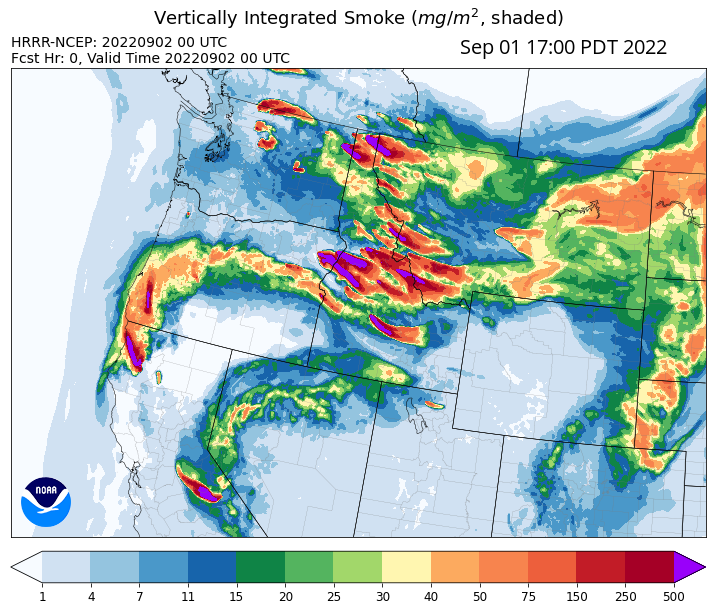 Vertically Integrated Smoke (mg/m², shaded)
HRRR-NCEP: 20220902 00 UTC
Fcst Hr: 0, Valid Time 20220902 00 UTC
Sep 01 17:00 PDT 2022
NOAA
1 4 7 11 15 20 25 30 40 50 75 150 250 500